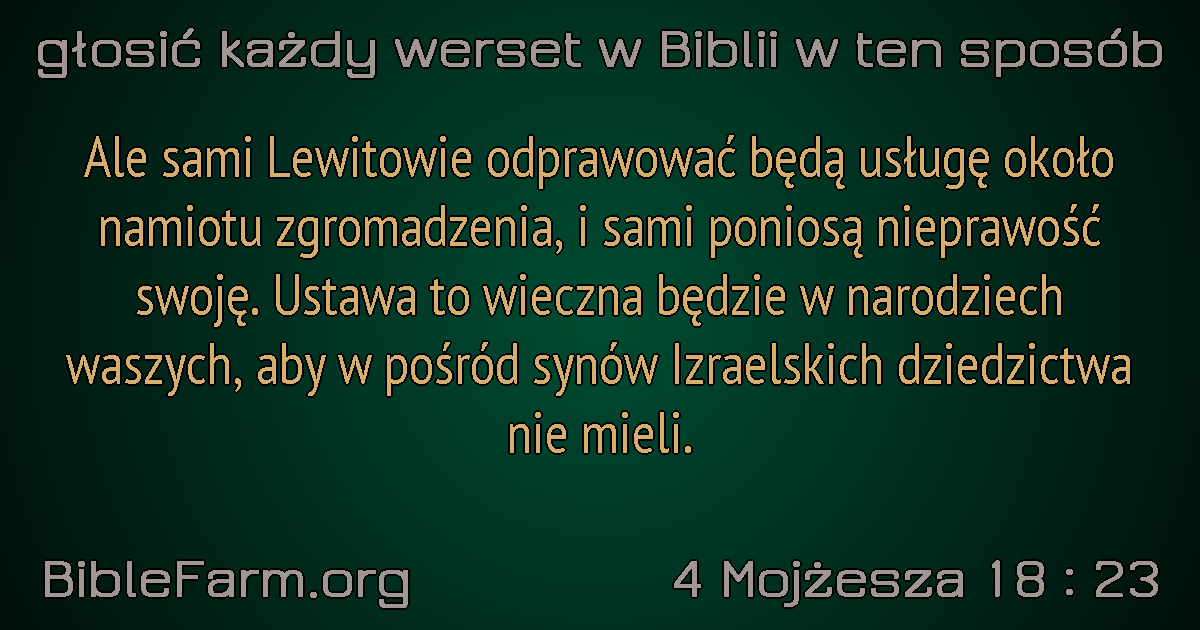 głosić każdy werset w Biblii w ten sposób
Ale sami Lewitowie odprawować będą usługę około
namiotu zgromadzenia, i sami poniosą nieprawość
swoję. Ustawa to wieczna będzie w narodziech
waszych, aby w pośród synów Izraelskich dziedzictwa
nie mieli.
BibleFarm.org
4 Mojżesza 18 : 23